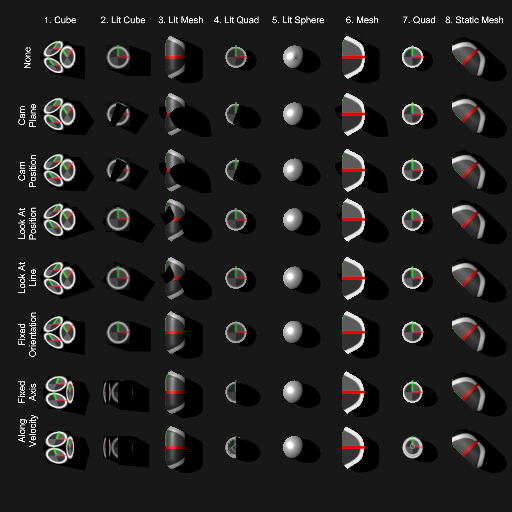 1. Cube 2. Lit Cube 3. Lit Mesh 4. Lit Quad 5. Lit Sphere 6. Mesh 7. Quad 8. Static Mesh
None
Cam
Plane
Cam
Position
Look At
Position
Look At
Line
Fixed
Orientation
Fixed
Axis
Along
Velocity